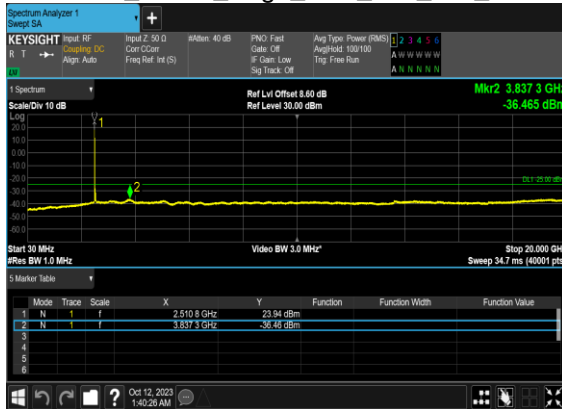 Spectrum Analyzer 1
Swept SA
+
KEYSIGHT
R T
Input: RF
Coupling: DC
Align: Auto
Input Z: 50 Ω
Corr CCorr
Freq Ref: Int (S)
#Atten: 40 dB
PNO: Fast
Gate: Off
IF Gain: Low
Sig Track: Off
Avg Type: Power (RMS)
Avg|Hold: 100/100
Trig: Free Run
1 2 3 4 5 6
A W W W W W
A N N N N N
1 Spectrum
Scale/Div 10 dB
Ref Lvl Offset 8.60 dB
Ref Level 30.00 dBm
Mkr2 3.837 3 GHz
-36.465 dBm
Log
20.0
10.0
0.00
-10.0
-20.0
-30.0
-40.0
-50.0
-60.0
1
2
DL1 -25.00 dBm
Start 30 MHz
#Res BW 1.0 MHz
Video BW 3.0 MHz*
Stop 20.000 GHz
Sweep 34.7 ms (40001 pts)
5 Marker Table
Mode Trace Scale X Y Function Function Width Function Value
1 N 1 f 2.510 8 GHz 23.94 dBm
2 N 1 f 3.837 3 GHz -36.46 dBm
3
4
5
6
?
Oct 12, 2023
1:40:26 AM